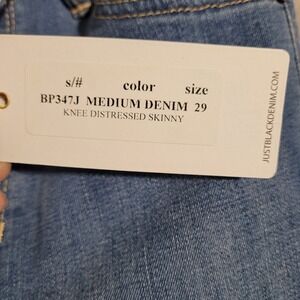 s/# color size
BP347J MEDIUM DENIM 29
KNEE DISTRESSED SKINNY
JUSTBLACKDENIM.COM